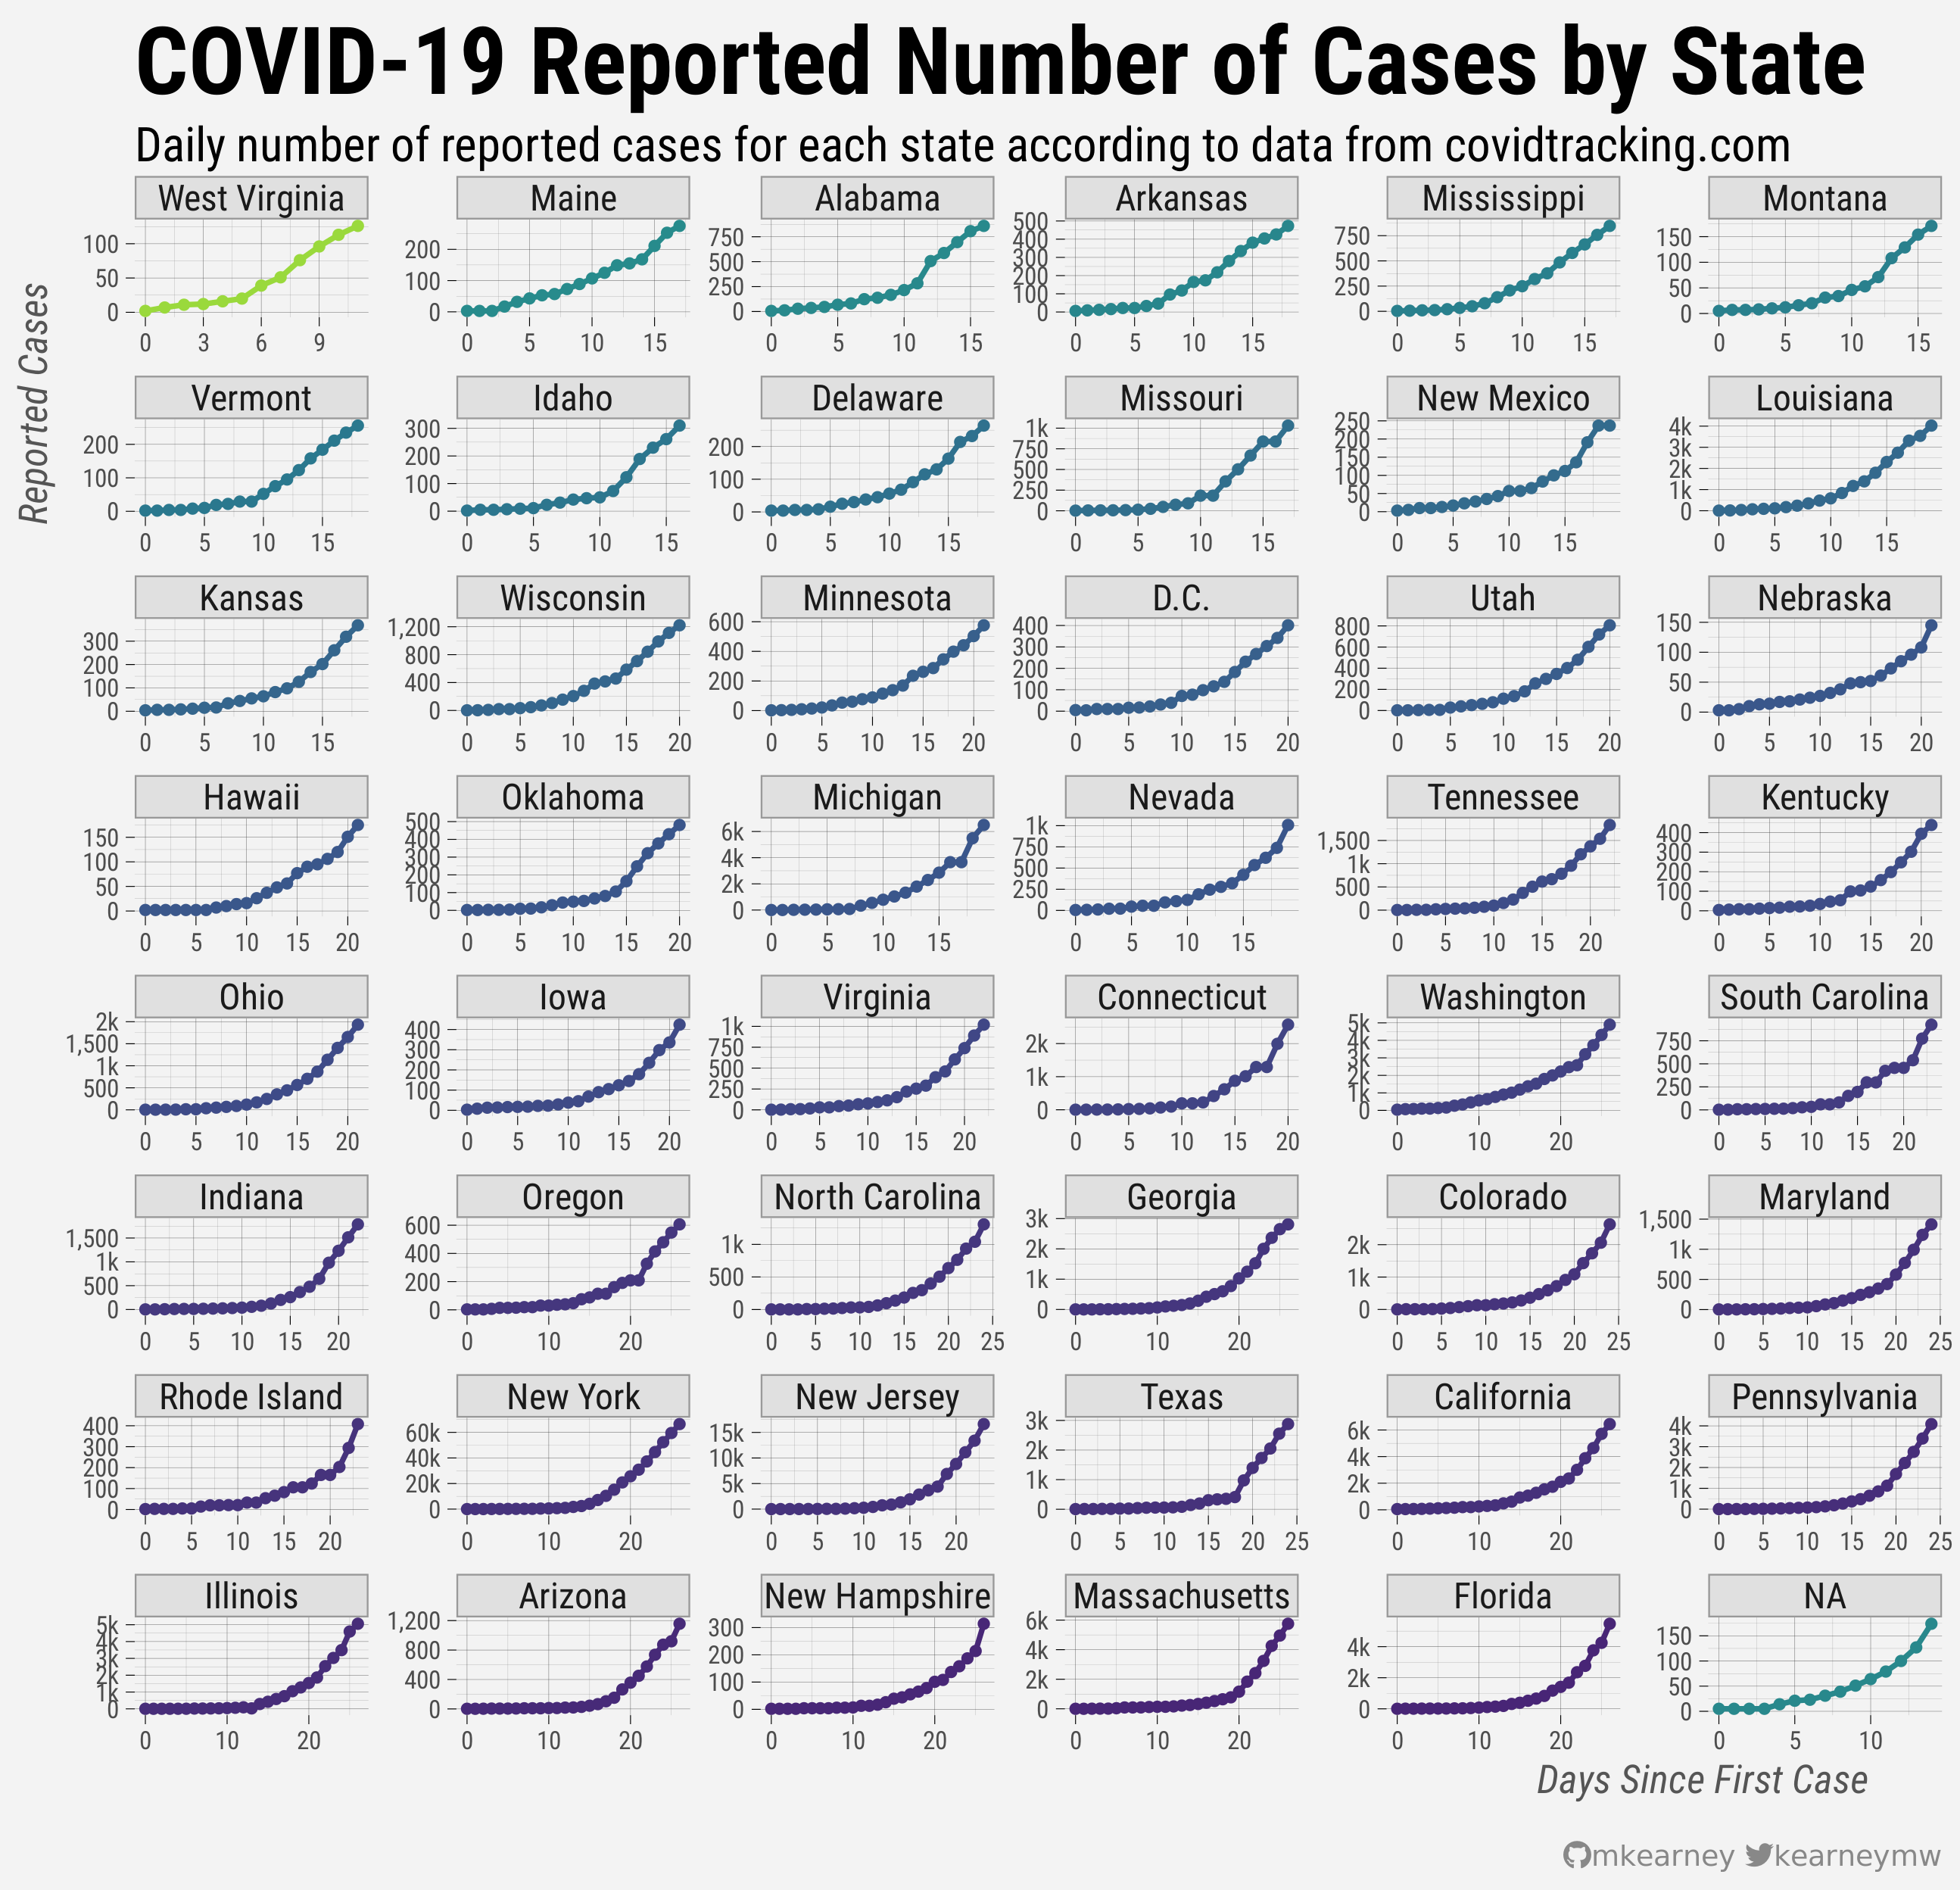 COVID-19 Reported Number of Cases by State
Daily number of reported cases for each state according to data from covidtracking.com
Reported Cases
West Virginia
100
50
0
0 3 6 9
Maine
200
100
0
0 5 10 15
Alabama
750
500
250
0
0 5 10 15
Arkansas
500
400
300
200
100
0
0 5 10 15
Mississippi
750
500
250
0
0 5 10 15
Montana
150
100
50
0
0 5 10 15
Vermont
200
100
0
0 5 10 15
Idaho
300
200
100
0
0 5 10 15
Delaware
200
100
0
0 5 10 15
Missouri
1k
750
500
250
0
0 5 10 15
New Mexico
250
200
150
100
50
0
0 5 10 15
Louisiana
4k
3k
2k
1k
0
0 5 10 15
Kansas
300
200
100
0
0 5 10 15
Wisconsin
1,200
800
400
0
0 5 10 15 20
Minnesota
600
400
200
0
0 5 10 15 20
D.C.
400
300
200
100
0
0 5 10 15 20
Utah
800
600
400
200
0
0 5 10 15 20
Nebraska
150
100
50
0
0 5 10 15 20
Hawaii
150
100
50
0
0 5 10 15 20
Oklahoma
500
400
300
200
100
0
0 5 10 15 20
Michigan
6k
4k
2k
0
0 5 10 15
Nevada
1k
750
500
250
0
0 5 10 15
Tennessee
1,500
1k
500
0
0 5 10 15 20
Kentucky
400
300
200
100
0
0 5 10 15 20
Ohio
2k
1,500
1k
500
0
0 5 10 15 20
Iowa
400
300
200
100
0
0 5 10 15 20
Virginia
1k
750
500
250
0
0 5 10 15 20
Connecticut
2k
1k
0
0 5 10 15 20
Washington
5k
4k
3k
2k
1k
0
0 10 20
South Carolina
750
500
250
0
0 5 10 15 20
Indiana
1,500
1k
500
0
0 5 10 15 20
Oregon
600
400
200
0
0 10 20
North Carolina
1k
500
0
0 5 10 15 20 25
Georgia
3k
2k
1k
0
0 10 20
Colorado
2k
1k
0
0 5 10 15 20 25
Maryland
1,500
1k
500
0
0 5 10 15 20 25
Rhode Island
400
300
200
100
0
0 5 10 15 20
New York
60k
40k
20k
0
0 10 20
New Jersey
15k
10k
5k
0
0 5 10 15 20
Texas
3k
2k
1k
0
0 5 10 15 20 25
California
6k
4k
2k
0
0 10 20
Pennsylvania
4k
3k
2k
1k
0
0 5 10 15 20 25
Illinois
5k
4k
3k
2k
1k
0
0 10 20
Arizona
1,200
800
400
0
0 10 20
New Hampshire
300
200
100
0
0 10 20
Massachusetts
6k
4k
2k
0
0 10 20
Florida
4k
2k
0
0 10 20
NA
150
100
50
0
0 5 10
Days Since First Case
mkearney kearneymw